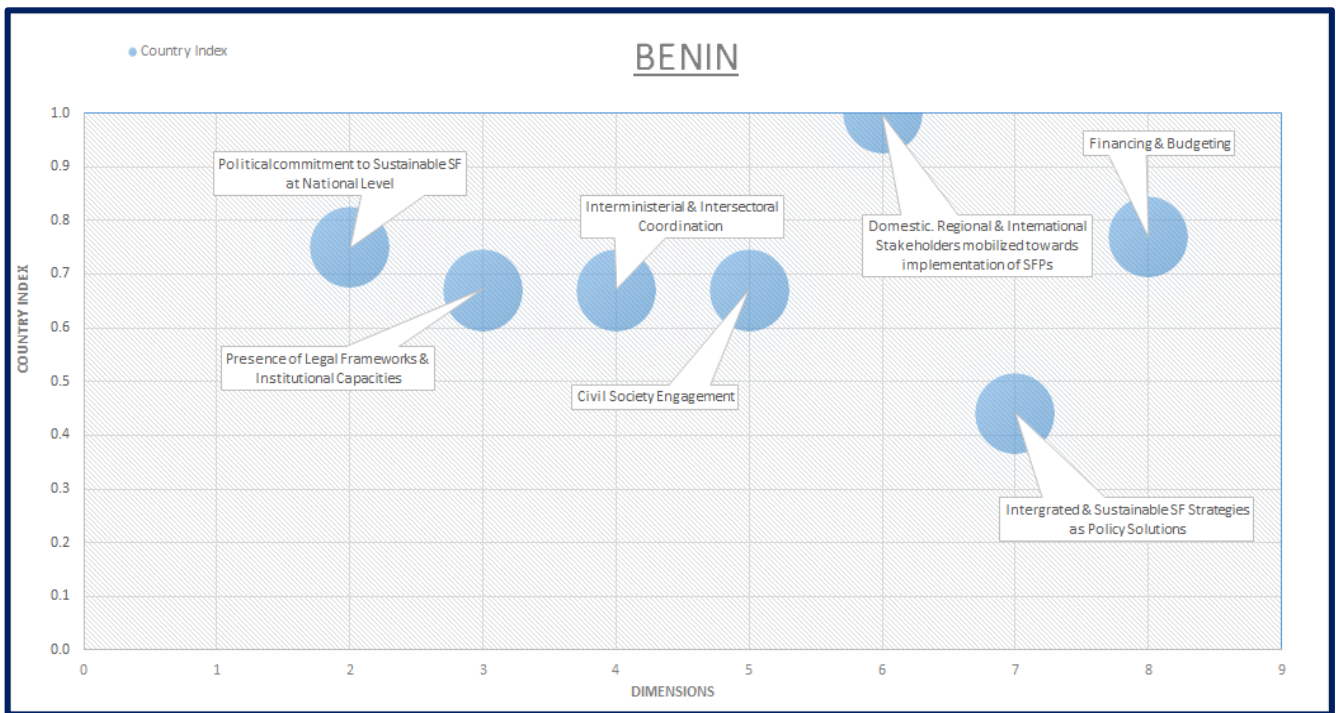 Country Index
BENIN
1.0
0.9
0.8
0.7
0.6
0.5
0.4
0.3
0.2
0.1
0.0
COUNTRY INDEX
Political commitment to Sustainable SF
at National Level
Presence of Legal Frameworks &
Institutional Capacities
Interministerial & Intersectoral
Coordination
Civil Society Engagement
Domestic. Regional & International
Stakeholders mobilized towards
implementation of SFPs
Financing & Budgeting
Intergrated & Sustainable SF Strategies
as Policy Solutions
0 1 2 3 4 5 6 7 8 9
DIMENSIONS